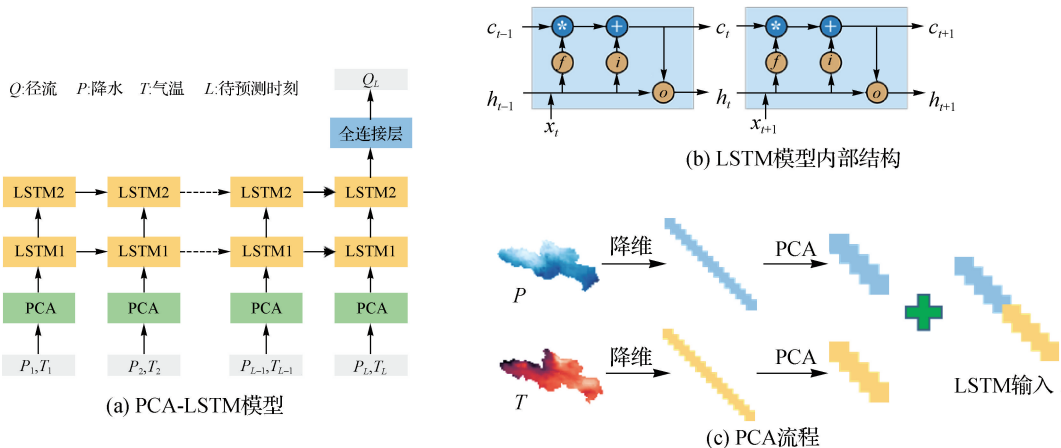 Q:径流 P:降水 T:气温 L:待预测时刻
Q_L
全连接层
LSTM2 LSTM2 LSTM2 LSTM2
LSTM1 LSTM1 LSTM1 LSTM1
PCA PCA PCA PCA
P_1,T_1 P_2,T_2 P_{L-1},T_{L-1} P_L,T_L
(a) PCA-LSTM模型
c_{t-1} * + c_t * + c_{t+1}
f i f i
h_{t-1} o h_t o h_{t+1}
x_t x_{t+1}
(b) LSTM模型内部结构
降维 PCA
P
降维 PCA
T
LSTM输入
(c) PCA流程